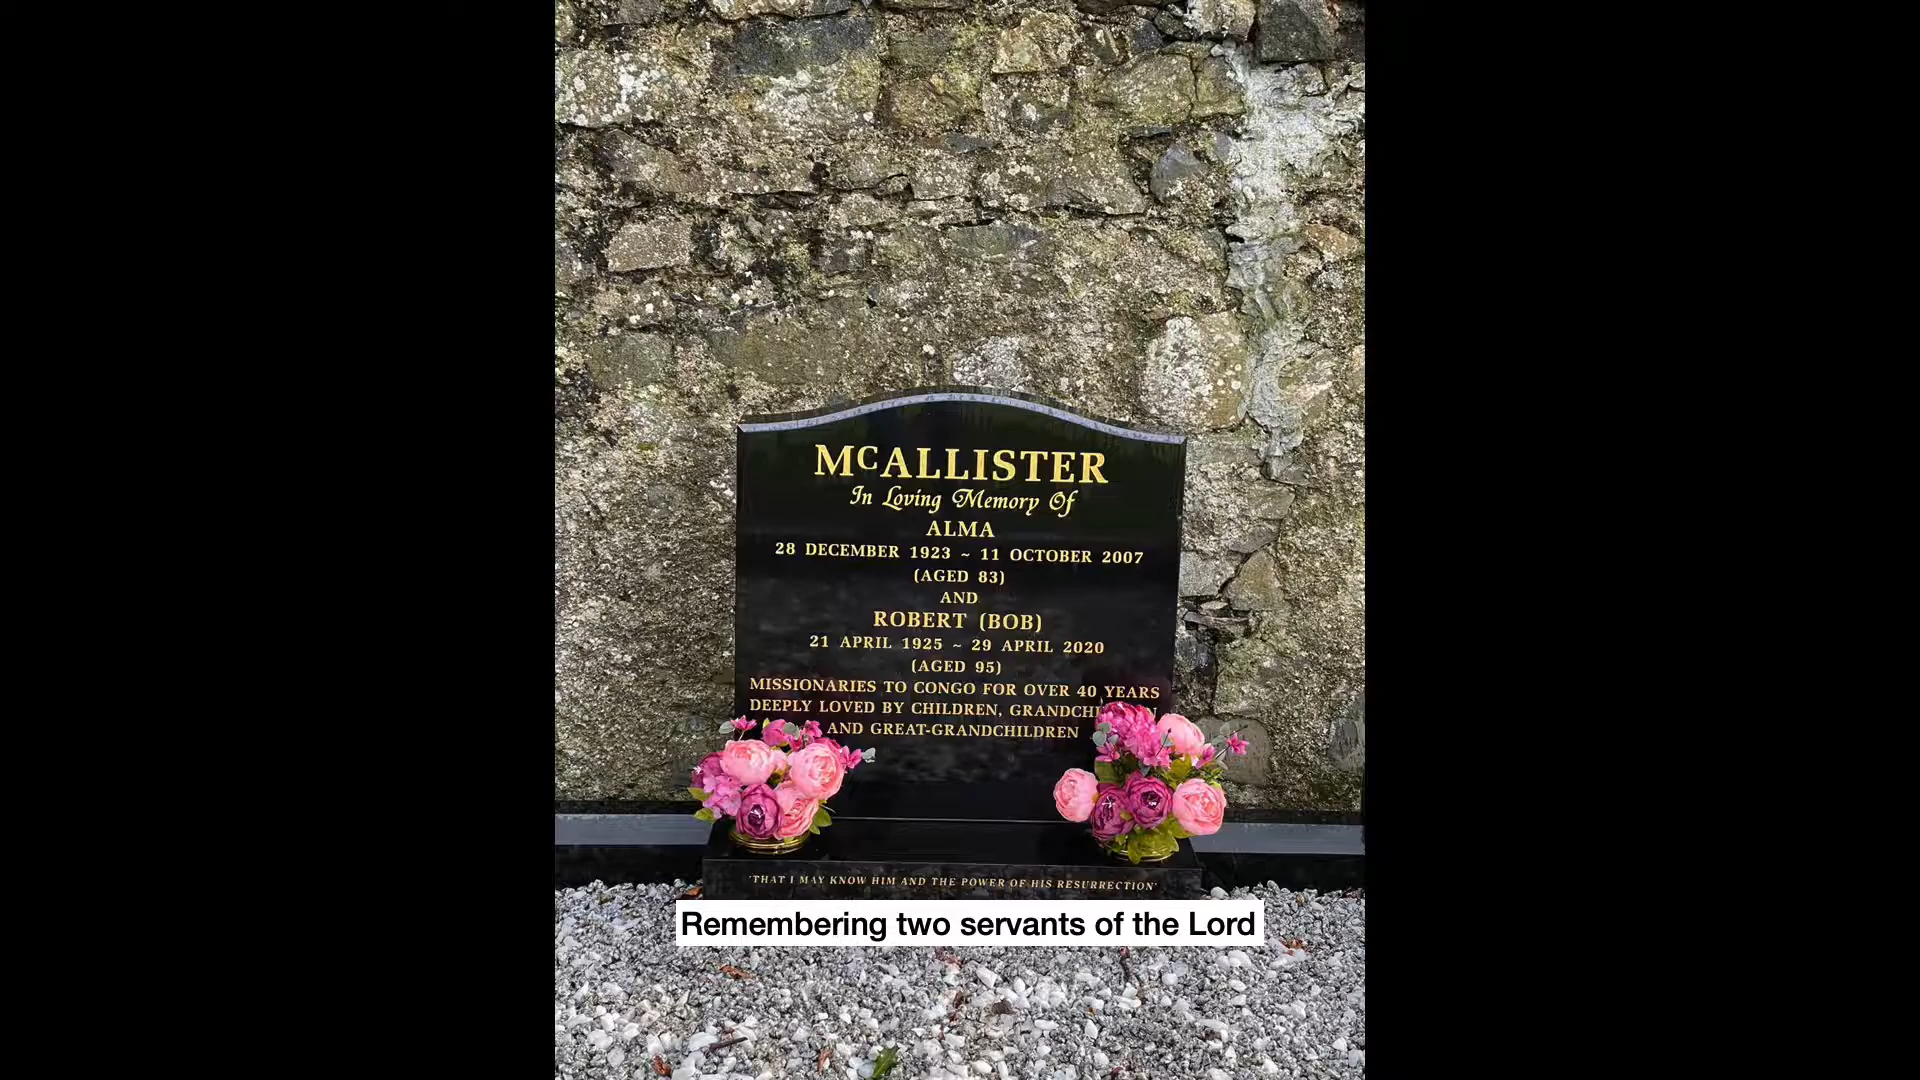 McALLISTER
In Loving Memory Of
ALMA
28 DECEMBER 1923 ~ 11 OCTOBER 2007
(AGED 83)
AND
ROBERT (BOB)
21 APRIL 1925 ~ 29 APRIL 2020
(AGED 95)
MISSIONARIES TO CONGO FOR OVER 40 YEARS
DEEPLY LOVED BY CHILDREN,
AND GREAT-GRANDCHILDREN
'THAT I MAY KNOW HIM AND THE POWER OF HIS RESURRECTION'
Remembering two servants of the Lord